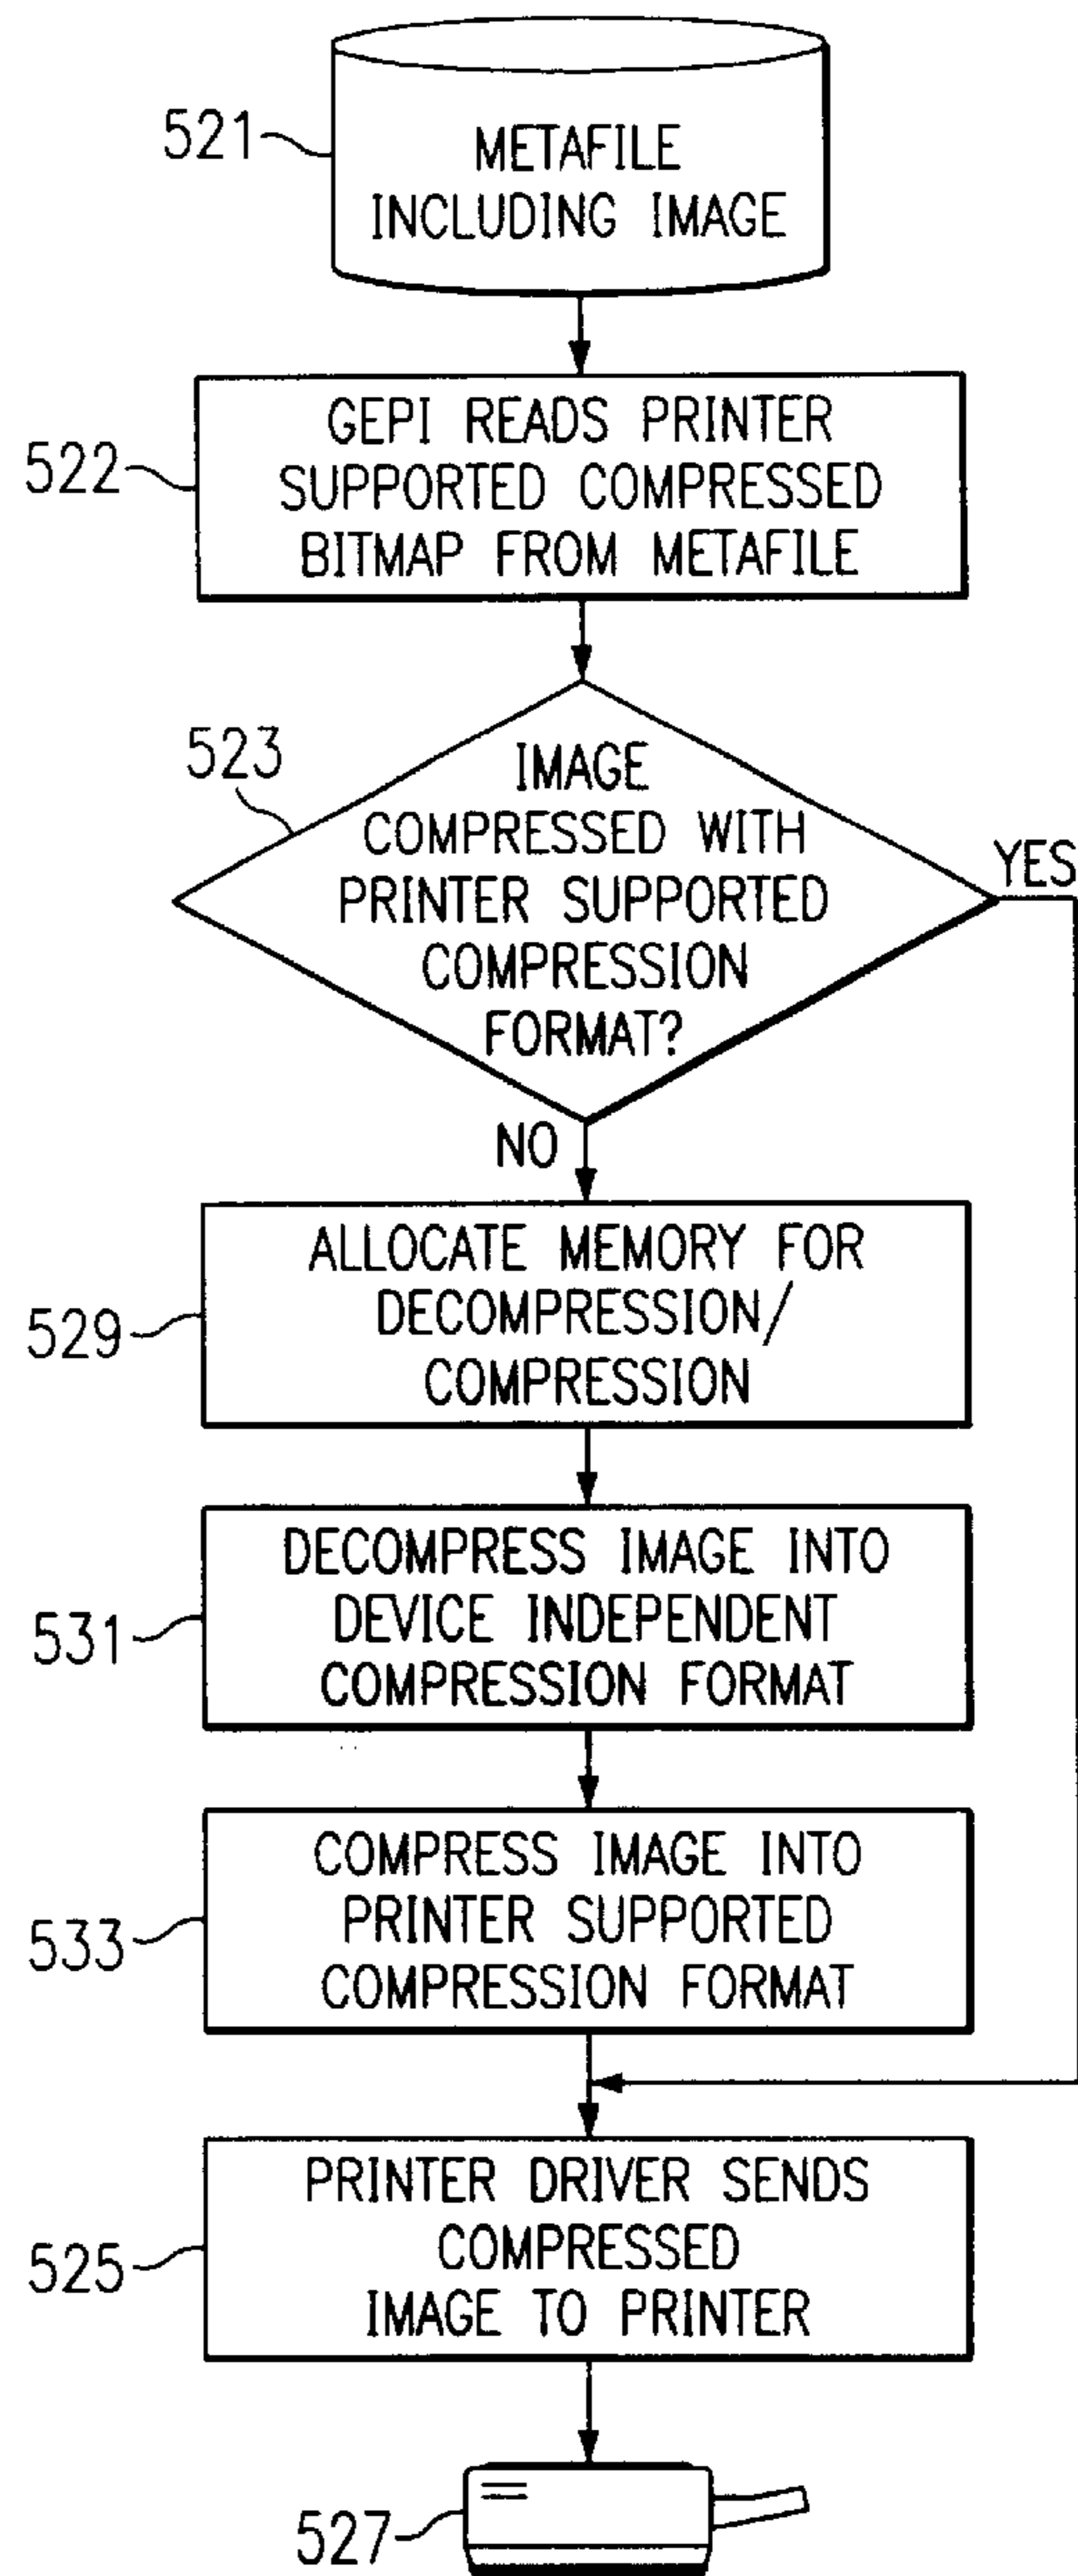 521
METAFILE
INCLUDING IMAGE
522
GEPI READS PRINTER
SUPPORTED COMPRESSED
BITMAP FROM METAFILE
523
IMAGE
COMPRESSED WITH
PRINTER SUPPORTED
COMPRESSION
FORMAT?
YES
NO
529
ALLOCATE MEMORY FOR
DECOMPRESSION/
COMPRESSION
531
DECOMPRESS IMAGE INTO
DEVICE INDEPENDENT
COMPRESSION FORMAT
533
COMPRESS IMAGE INTO
PRINTER SUPPORTED
COMPRESSION FORMAT
525
PRINTER DRIVER SENDS
COMPRESSED
IMAGE TO PRINTER
527